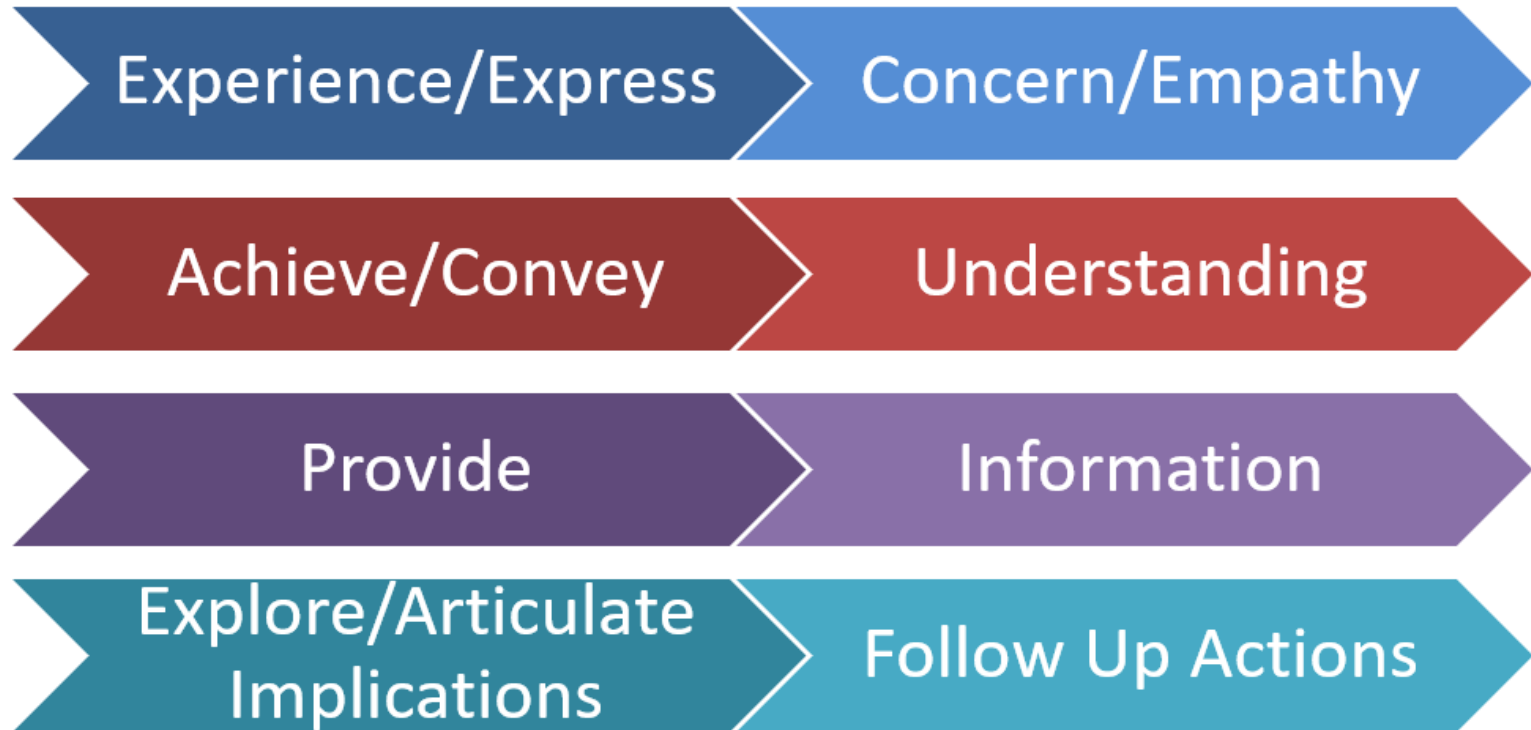 Experience/Express
Concern/Empathy
Achieve/Convey
Understanding
Provide
Information
Explore/Articulate
Implications
Follow Up Actions